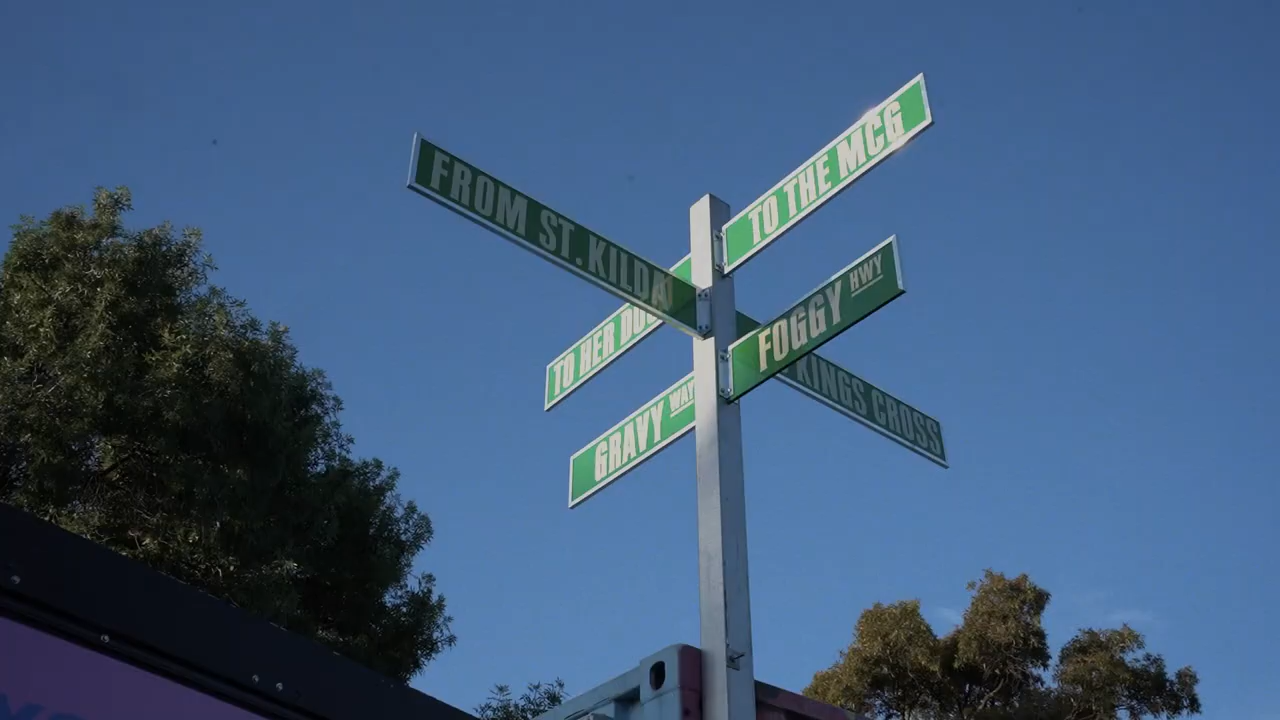 TO THE MCG
FROM ST. KILDA
FOGGY HWY
TO HER
KINGS CROSS
GRAVY WAY